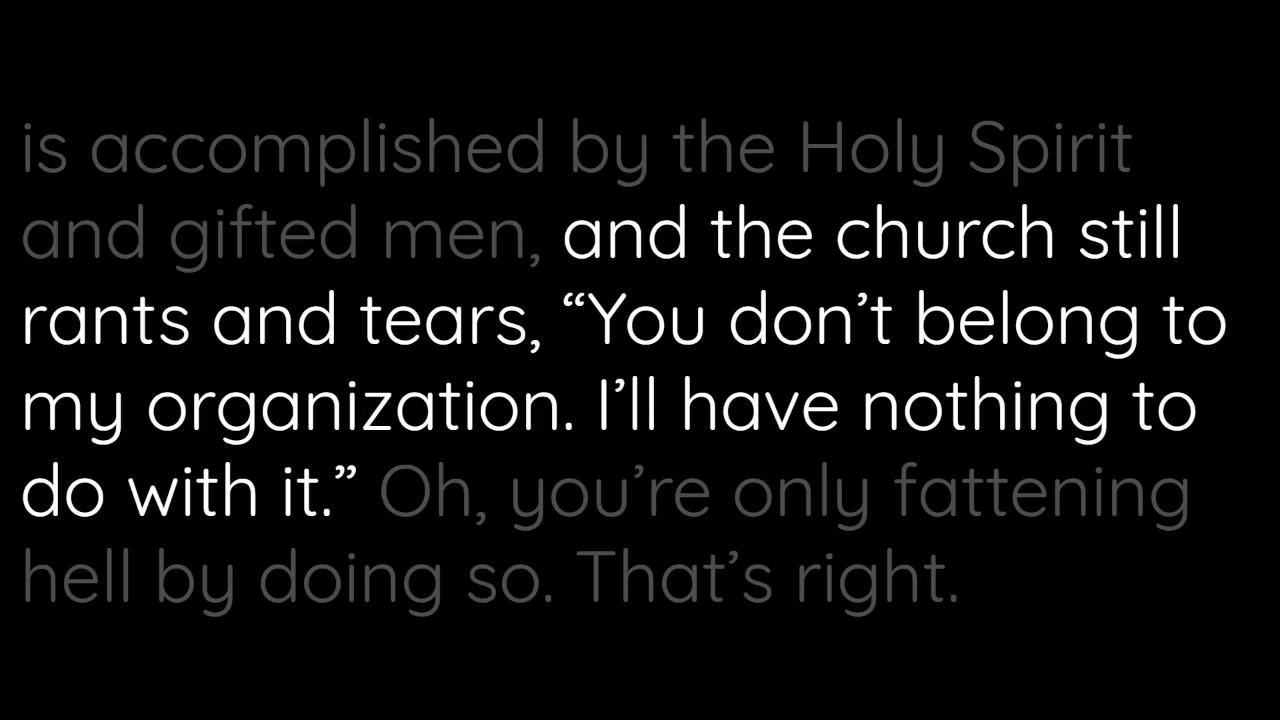 is accomplished by the Holy Spirit
and gifted men, and the church still
rants and tears, “You don’t belong to
my organization. I’ll have nothing to
do with it.” Oh, you’re only fattening
hell by doing so. That’s right.